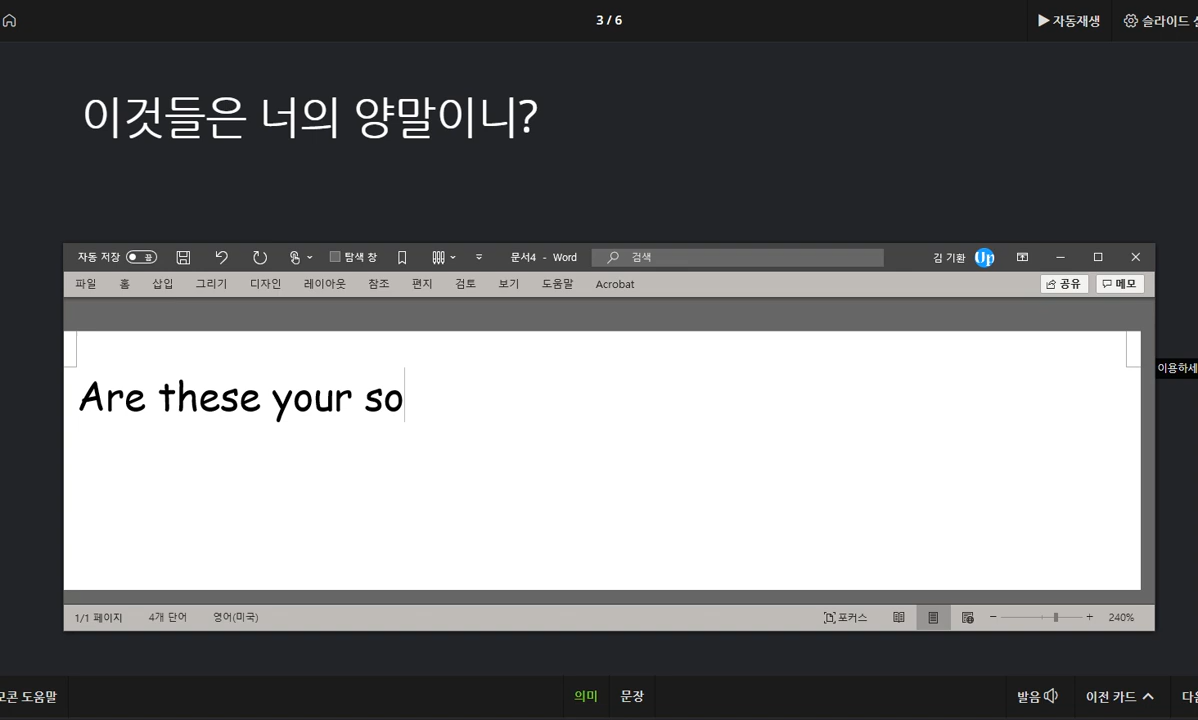 3 / 6
▶ 자동재생
슬라이드
이것들은 너의 양말이니?
자동 저장 끔
탐색 창
문서4 - Word
검색
김 기환
Up
파일 홈 삽입 그리기 디자인 레이아웃 참조 편지 검토 보기 도움말 Acrobat
공유
메모
이용하세
Are these your so
1/1 페이지 4개 단어 영어(미국)
포커스
− + 240%
모콘 도움말
의미 문장
발음
이전 카드